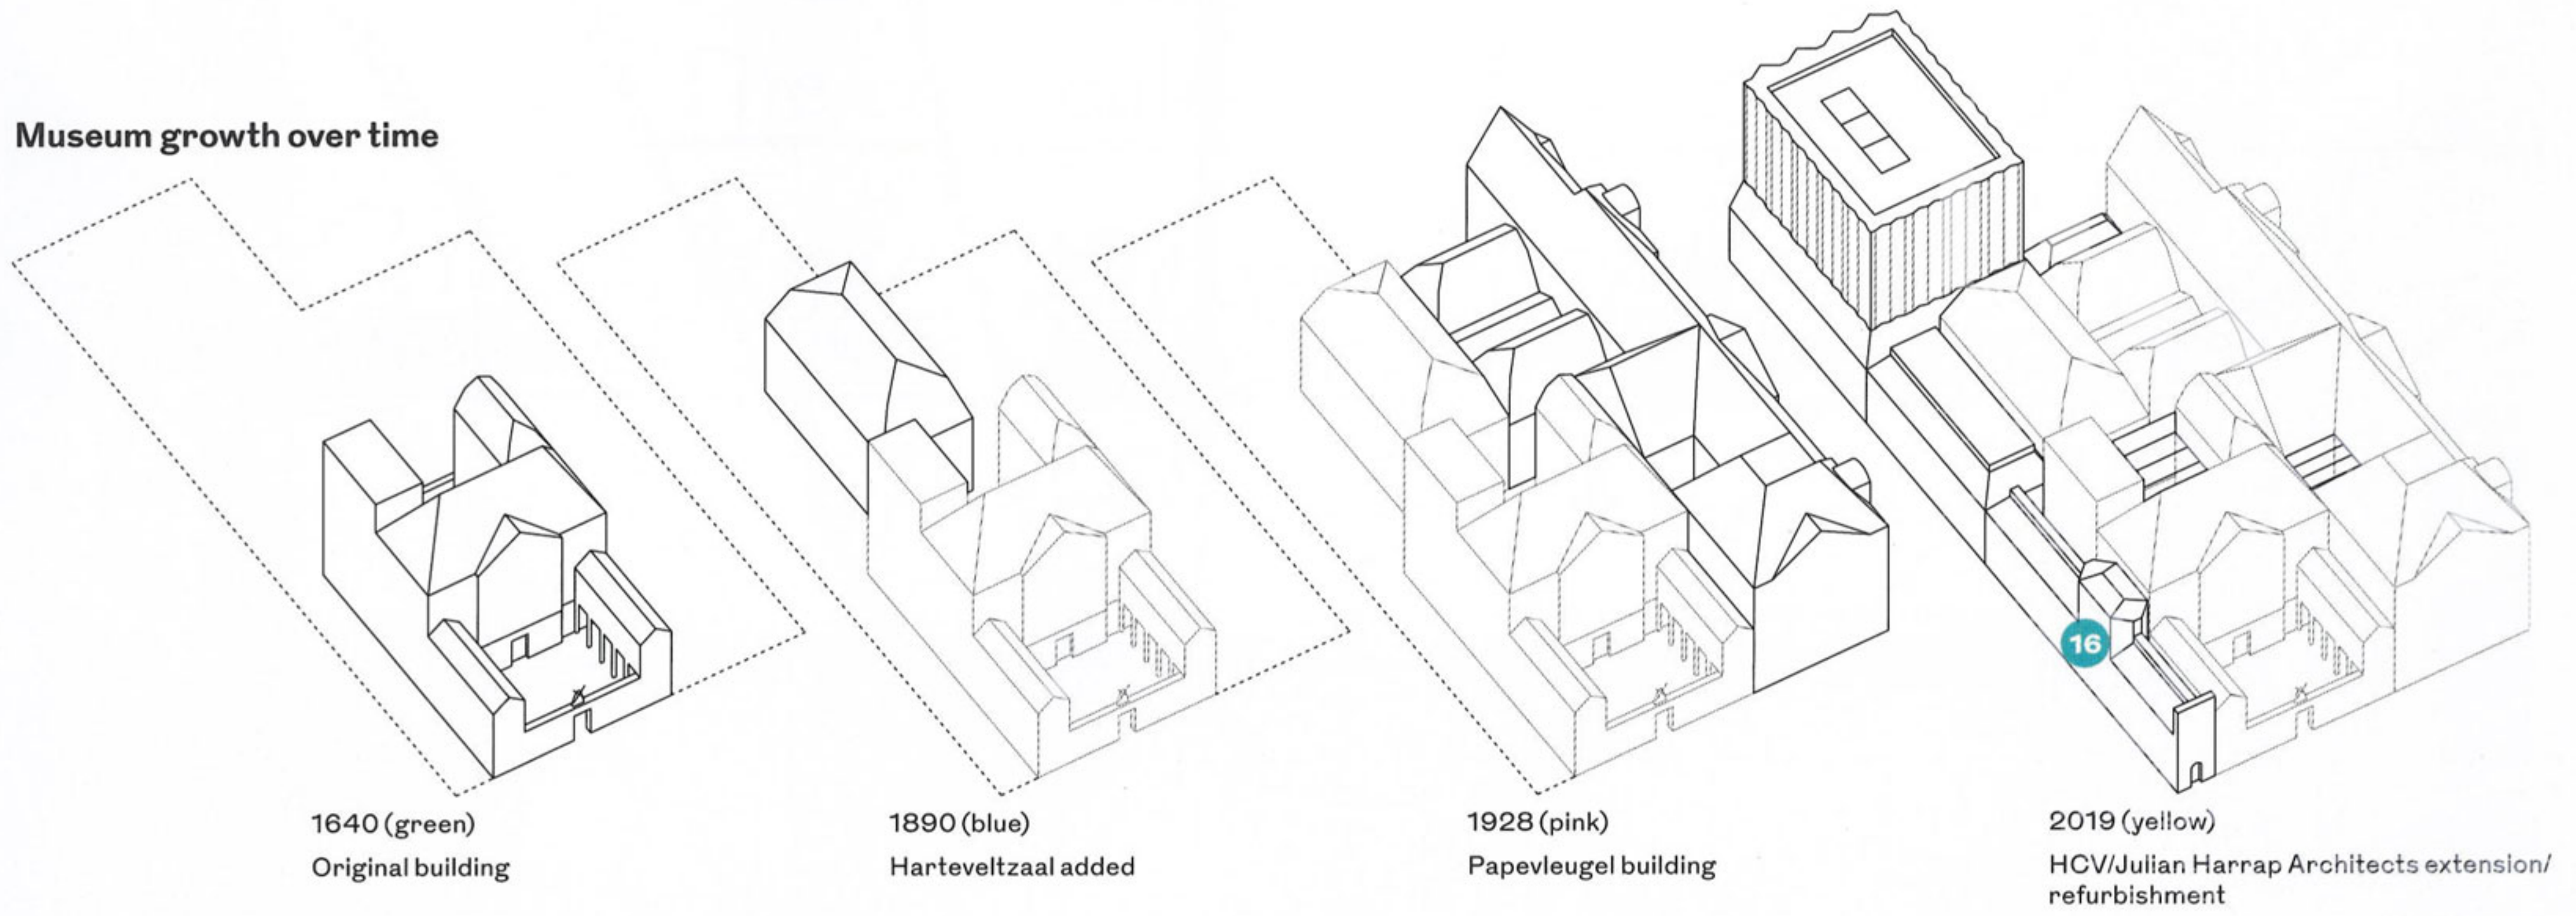 Museum growth over time
16
1640 (green)
Original building
1890 (blue)
Harteveltzaal added
1928 (pink)
Papevleugel building
2019 (yellow)
HCV/Julian Harrap Architects extension/
refurbishment